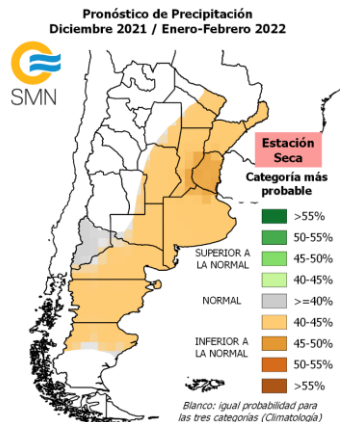 Pronóstico de Precipitación
Diciembre 2021 / Enero-Febrero 2022
SMN
Estación
Seca
Categoría más
probable
>55%
50-55%
45-50%
SUPERIOR A
LA NORMAL
40-45%
NORMAL
>=40%
40-45%
INFERIOR A
LA NORMAL
45-50%
50-55%
>55%
Blanco: igual probabilidad para
las tres categorías (Climatología)